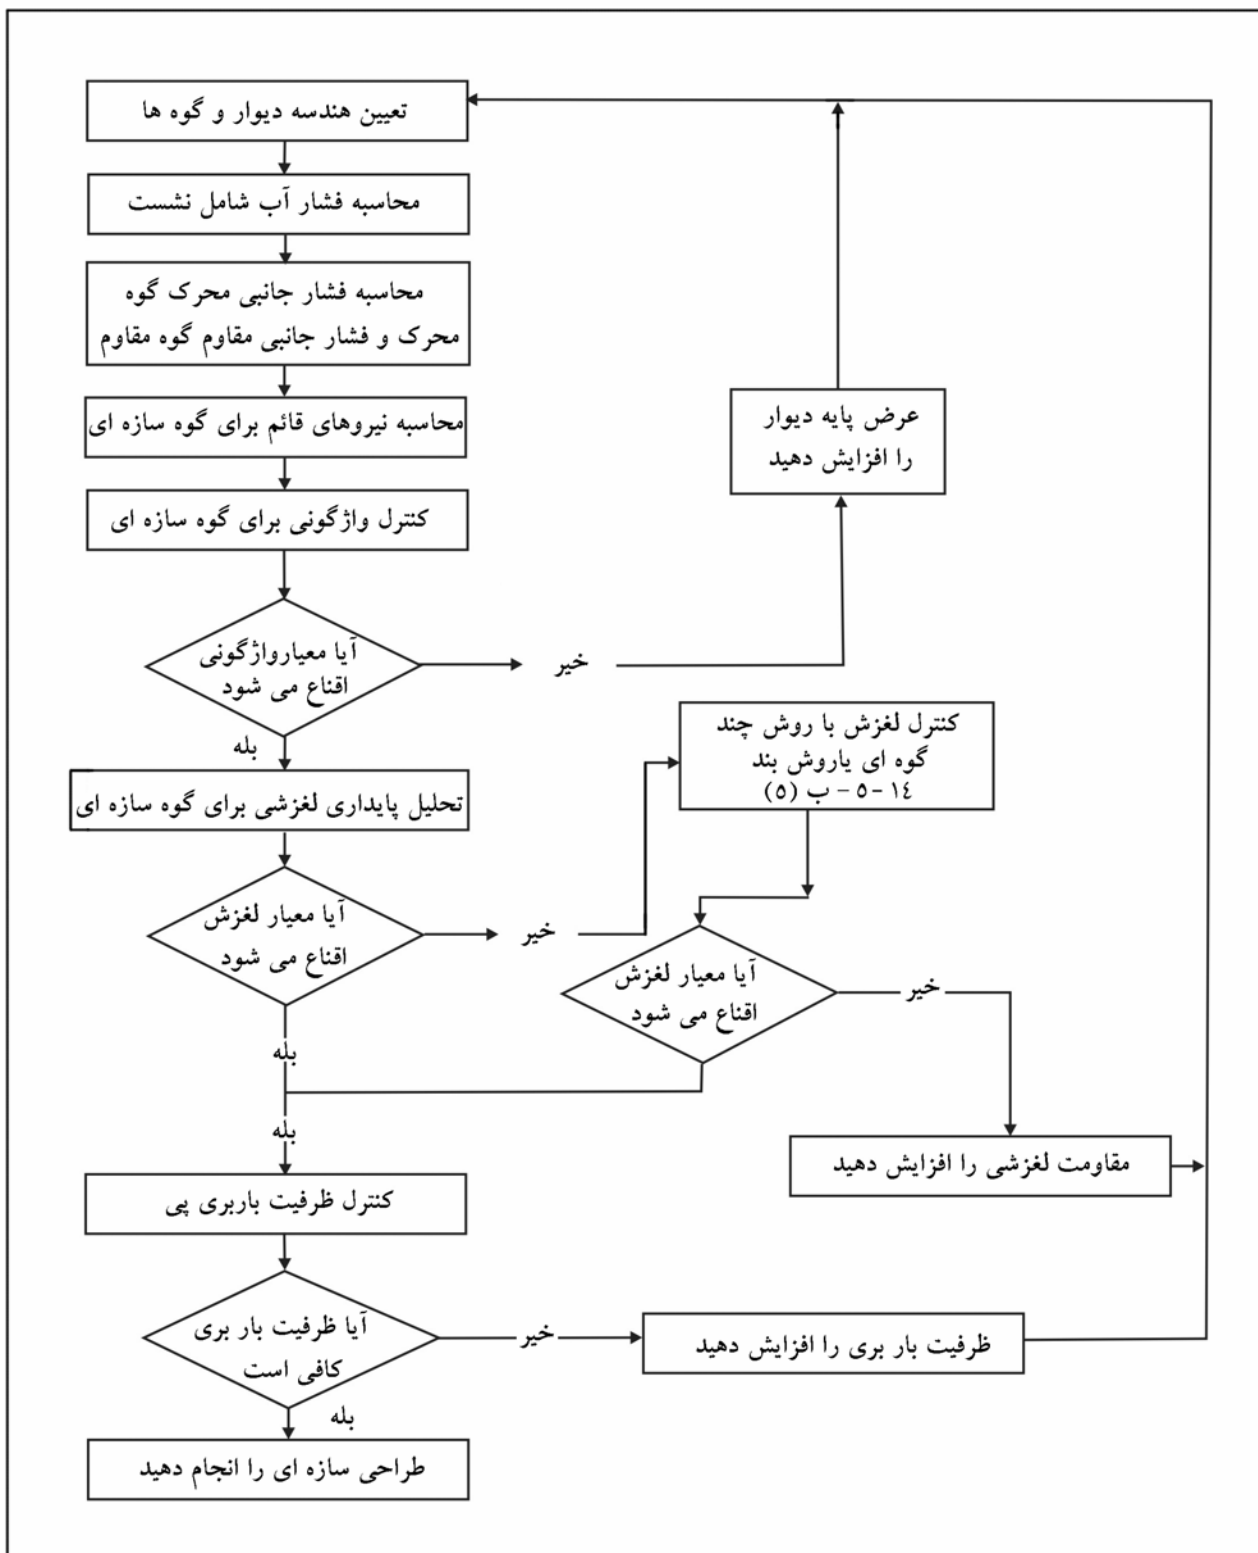 تعیین هندسه دیوار و گوه ها
محاسبه فشار آب شامل نشست
محاسبه فشار جانبی محرک گوه
محرک و فشار جانبی مقاوم گوه مقاوم
محاسبه نیروهای قائم برای گوه سازه ای
عرض پایه دیوار
را افزایش دهید
کنترل واژگونی برای گوه سازه ای
آیا معیارواژگونی
اقناع می شود
خیر
بله
کنترل لغزش با روش چند
گوه ای یاروش بند
١٤-٥- ب (٥)
تحلیل پایداری لغزشی برای گوه سازه ای
آیا معیار لغزش
اقناع می شود
خیر
آیا معیار لغزش
اقناع می شود
خیر
بله
بله
مقاومت لغزشی را افزایش دهید
کنترل ظرفیت باربری پی
آیا ظرفیت بار بری
کافی است
خیر
ظرفیت بار بری را افزایش دهید
بله
طراحی سازه ای را انجام دهید